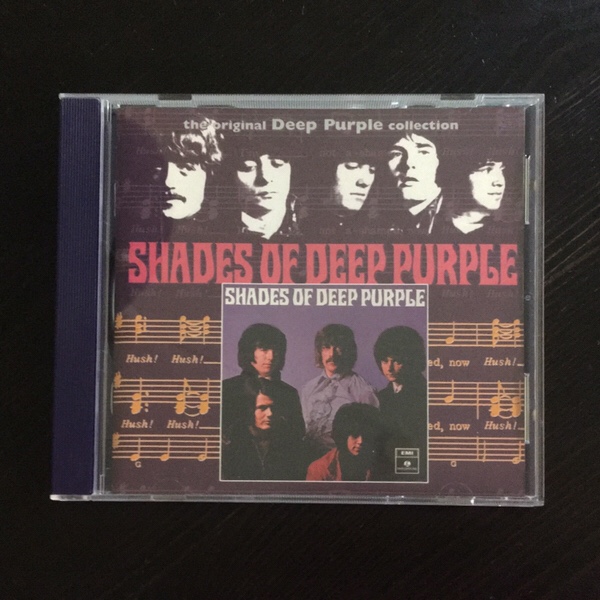 the original Deep Purple collection
SHADES OF DEEP PURPLE
SHADES OF DEEP PURPLE
Hush! Hush! ed, now Hush!
Hush! Hush! ed, now Hush!
G G
EMI